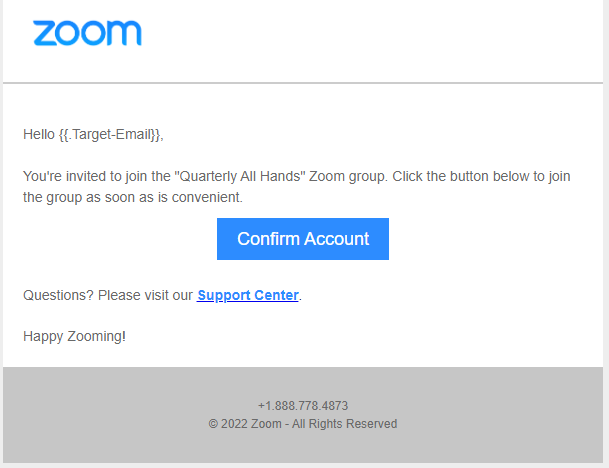 zoom
Hello {{.Target-Email}},
You're invited to join the "Quarterly All Hands" Zoom group. Click the button below to join
the group as soon as is convenient.
Confirm Account
Questions? Please visit our Support Center.
Happy Zooming!
+1.888.778.4873
© 2022 Zoom - All Rights Reserved